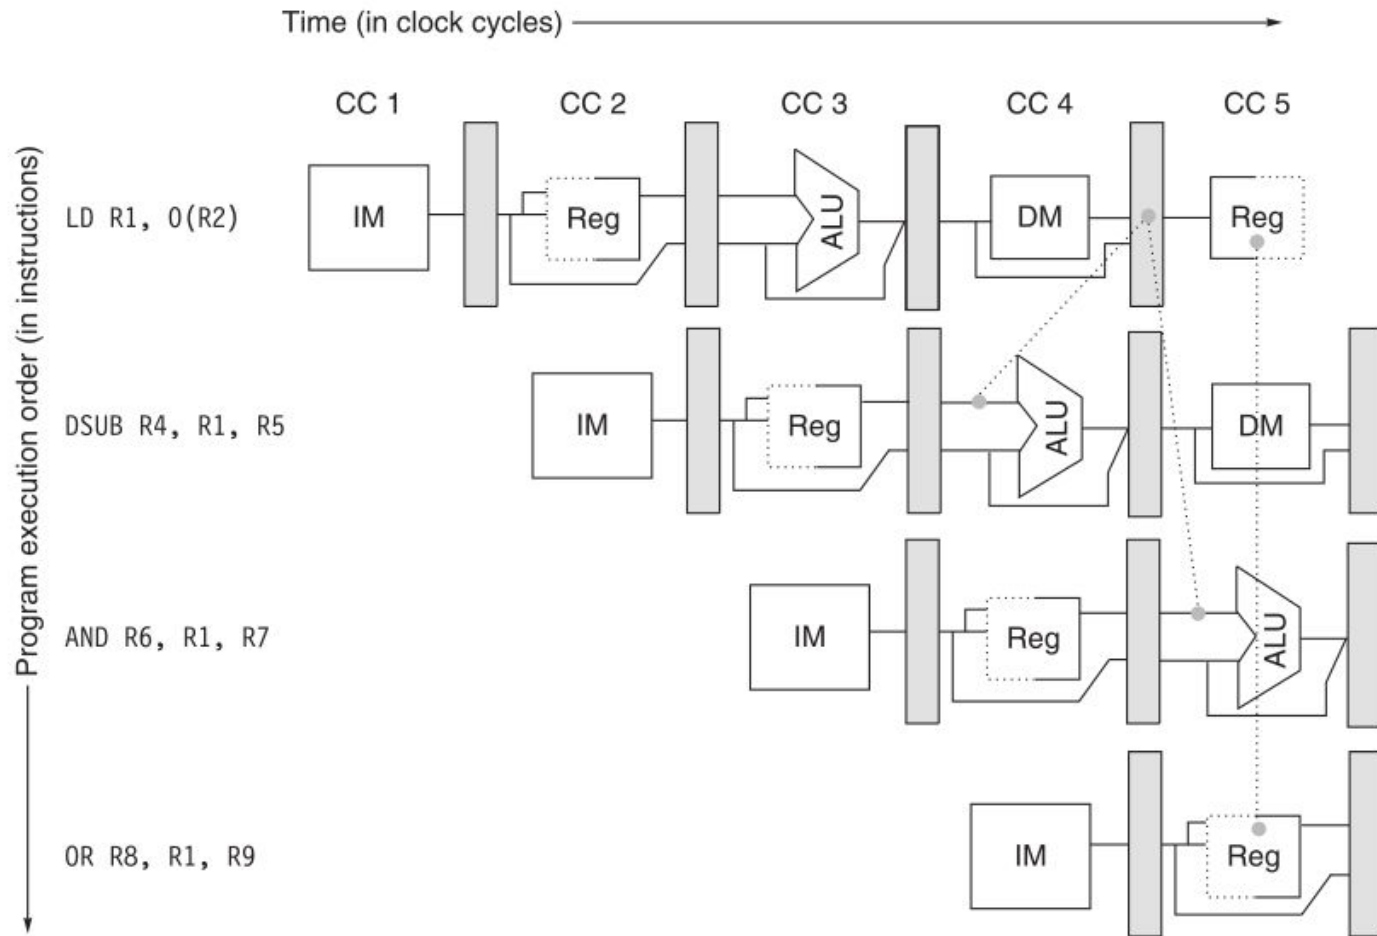 Time (in clock cycles)
CC 1 CC 2 CC 3 CC 4 CC 5
Program execution order (in instructions)
LD R1, 0(R2) IM Reg ALU DM Reg
DSUB R4, R1, R5 IM Reg ALU DM
AND R6, R1, R7 IM Reg ALU
OR R8, R1, R9 IM Reg